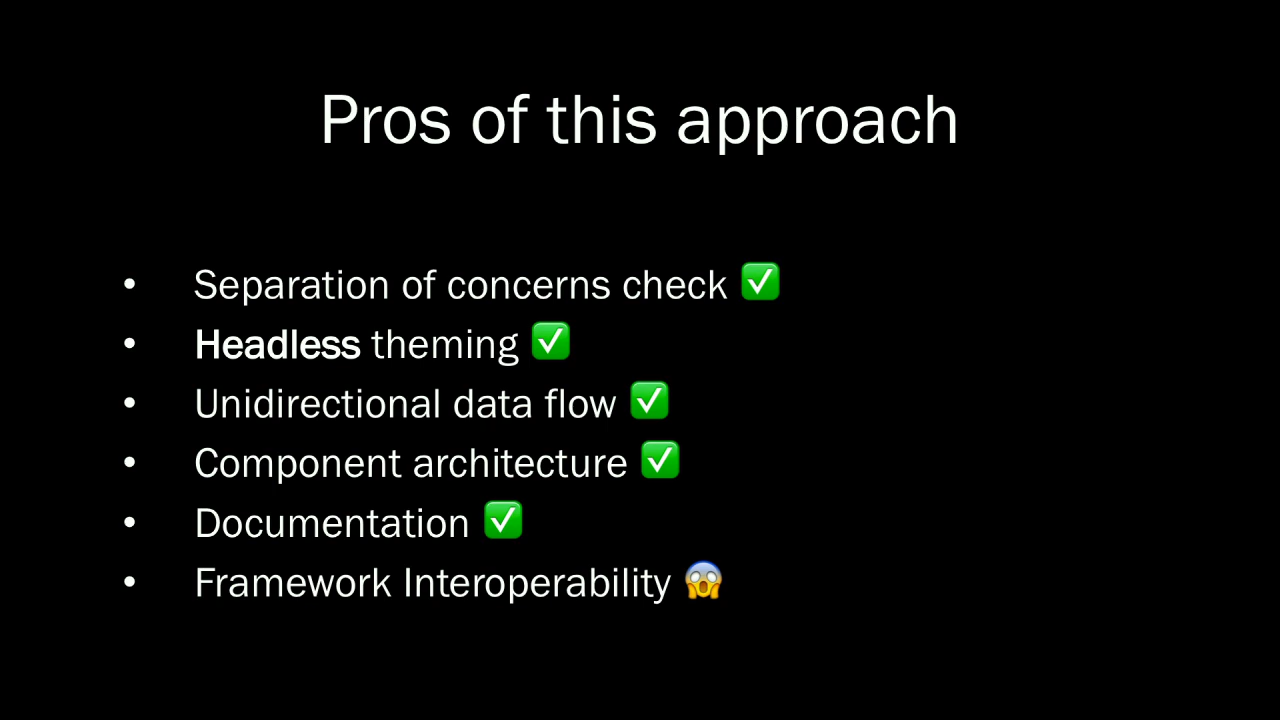 Pros of this approach
• Separation of concerns check ✅
• Headless theming ✅
• Unidirectional data flow ✅
• Component architecture ✅
• Documentation ✅
• Framework Interoperability 😱